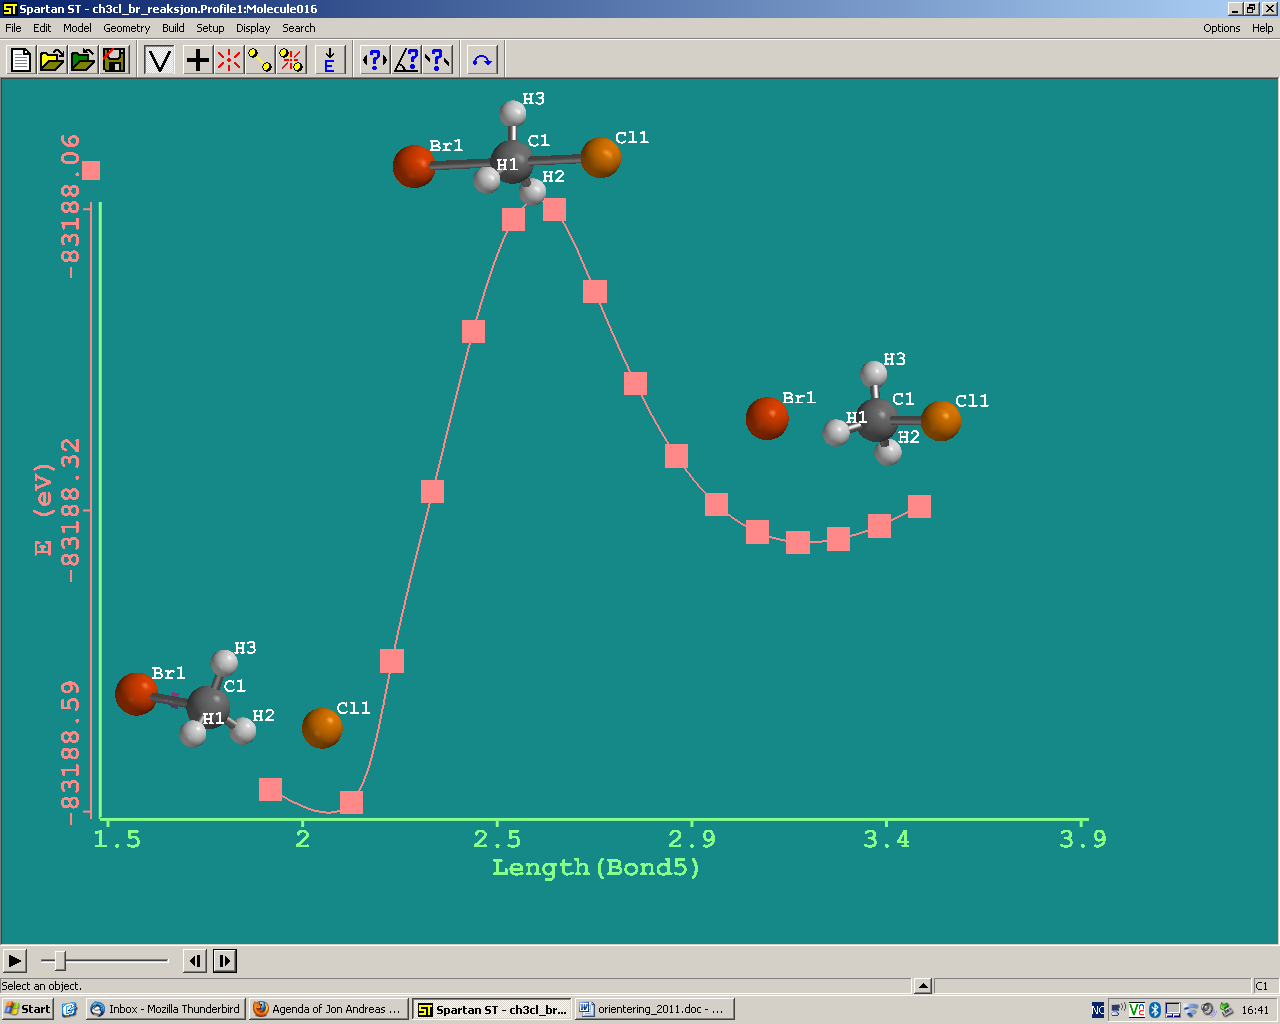 Spartan ST - ch3cl_br_reaksjon.Profile1:Molecule016
File Edit Model Geometry Build Setup Display Search Options Help
V E ? ? ?
H3
Br1 C1 Cl1
H1
H2
-83188.06
H3
Br1 C1 Cl1
H1
H2
E (eV)
-83188.32
H3
Br1 C1
H1 H2 Cl1
-83188.59
1.5 2 2.5 2.9 3.4 3.9
Length(Bond5)
Select an object. C1
Start Inbox - Mozilla Thunderbird Agenda of Jon Andreas ... Spartan ST - ch3cl_br... orientering_2011.doc - ... NO 16:41